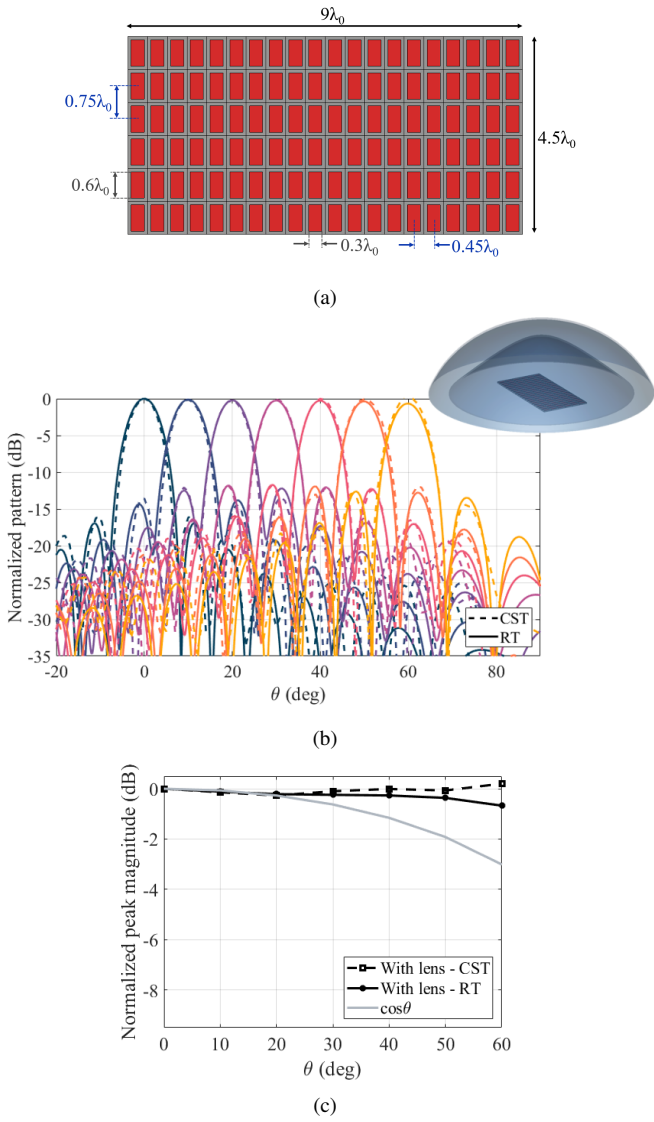 9λ₀
0.75λ₀
4.5λ₀
0.6λ₀
0.3λ₀
0.45λ₀
(a)
Normalized pattern (dB)
0
-5
-10
-15
-20
-25
-30
-35
-20
0
20
40
60
80
CST
RT
θ (deg)
(b)
Normalized peak magnitude (dB)
0
-2
-4
-6
-8
With lens - CST
With lens - RT
cosθ
0
10
20
30
40
50
60
θ (deg)
(c)